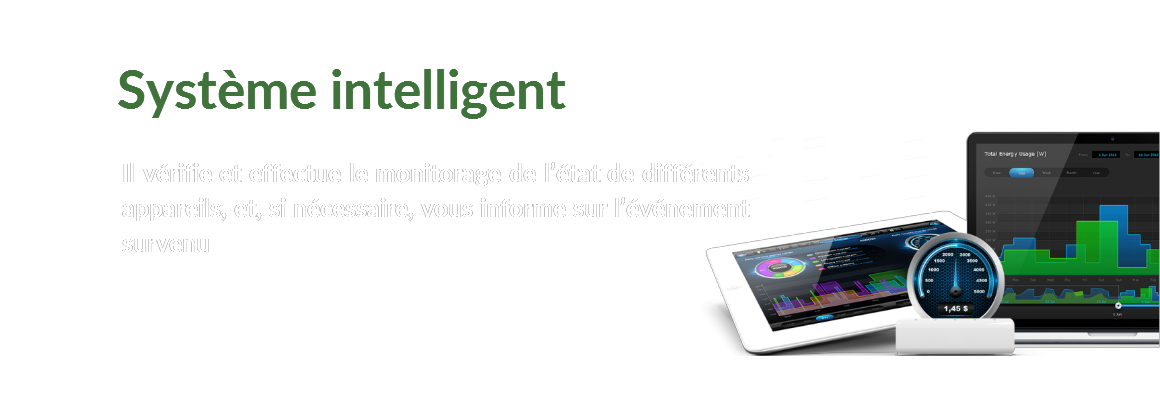 Système intelligent
Il vérifie et effectue le monitorage de l'état de différents
appareils, et, si nécessaire, vous informe sur l'événement
survenu
Total Energy Usage [W]
2000 3000
1500 3500
1000 4000
500 4500
0 5000
1,45 $